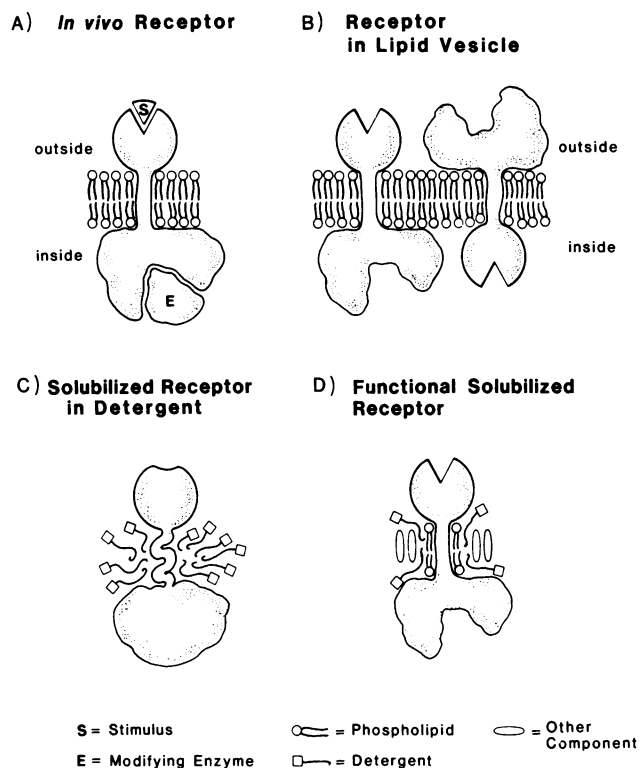 A) In vivo Receptor
S
outside
inside
E
B) Receptor
in Lipid Vesicle
outside
inside
C) Solubilized Receptor
in Detergent
D) Functional Solubilized
Receptor
S = Stimulus
E = Modifying Enzyme
= Phospholipid
= Detergent
= Other
Component